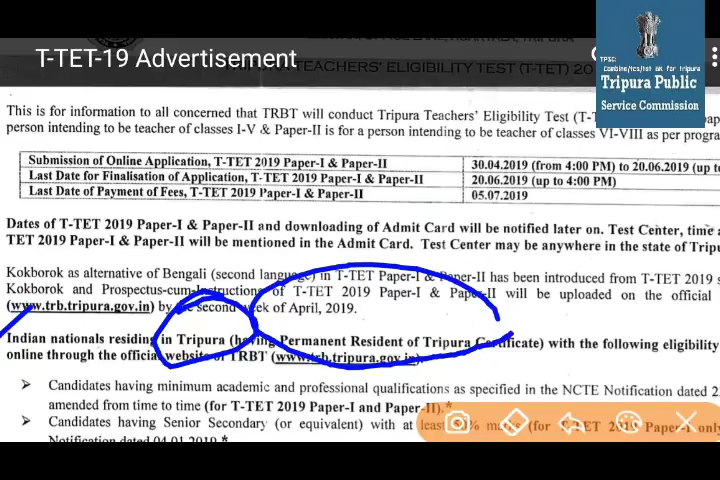 T-TET-19 Advertisement
TEACHERS' ELIGIBILITY TEST (T-TET) 20
TPSC:
Combine/tcs/tet ak for tripura
Tripura Public
Service Commission
This is for information to all concerned that TRBT will conduct Tripura Teachers' Eligibility Test (T-T
person intending to be teacher of classes I-V & Paper-II is for a person intending to be teacher of classes VI-VIII as per progra
Submission of Online Application, T-TET 2019 Paper-I & Paper-II 30.04.2019 (from 4:00 PM) to 20.06.2019 (up to
Last Date for Finalisation of Application, T-TET 2019 Paper-I & Paper-II 20.06.2019 (up to 4:00 PM)
Last Date of Payment of Fees, T-TET 2019 Paper-I & Paper-II 05.07.2019
Dates of T-TET 2019 Paper-I & Paper-II and downloading of Admit Card will be notified later on. Test Center, time a
TET 2019 Paper-I & Paper-II will be mentioned in the Admit Card. Test Center may be anywhere in the state of Tripu
Kokborok as alternative of Bengali (second language) in T-TET Paper-I & Paper-II has been introduced from T-TET 2019 s
Kokborok and Prospectus-cum-Instructions of T-TET 2019 Paper-I & Paper-II will be uploaded on the official
(www.trb.tripura.gov.in) by the second week of April, 2019.
Indian nationals residing in Tripura (having Permanent Resident of Tripura Certificate) with the following eligibility
online through the official website of TRBT (www.trb.tripura.gov.in).
➢ Candidates having minimum academic and professional qualifications as specified in the NCTE Notification dated 2
amended from time to time (for T-TET 2019 Paper-I and Paper-II).*
➢ Candidates having Senior Secondary (or equivalent) with at least % marks (for T-TET 2019 Paper-I only
Notification dated 04.01.2019 *